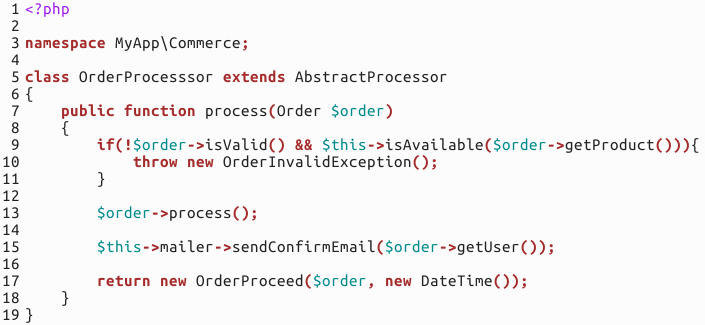 1 <?php
2
3 namespace MyApp\Commerce;
4
5 class OrderProcesssor extends AbstractProcessor
6 {
7     public function process(Order $order)
8     {
9         if(!$order->isValid() && $this->isAvailable($order->getProduct())){
10             throw new OrderInvalidException();
11         }
12
13         $order->process();
14
15         $this->mailer->sendConfirmEmail($order->getUser());
16
17         return new OrderProceed($order, new DateTime());
18     }
19 }